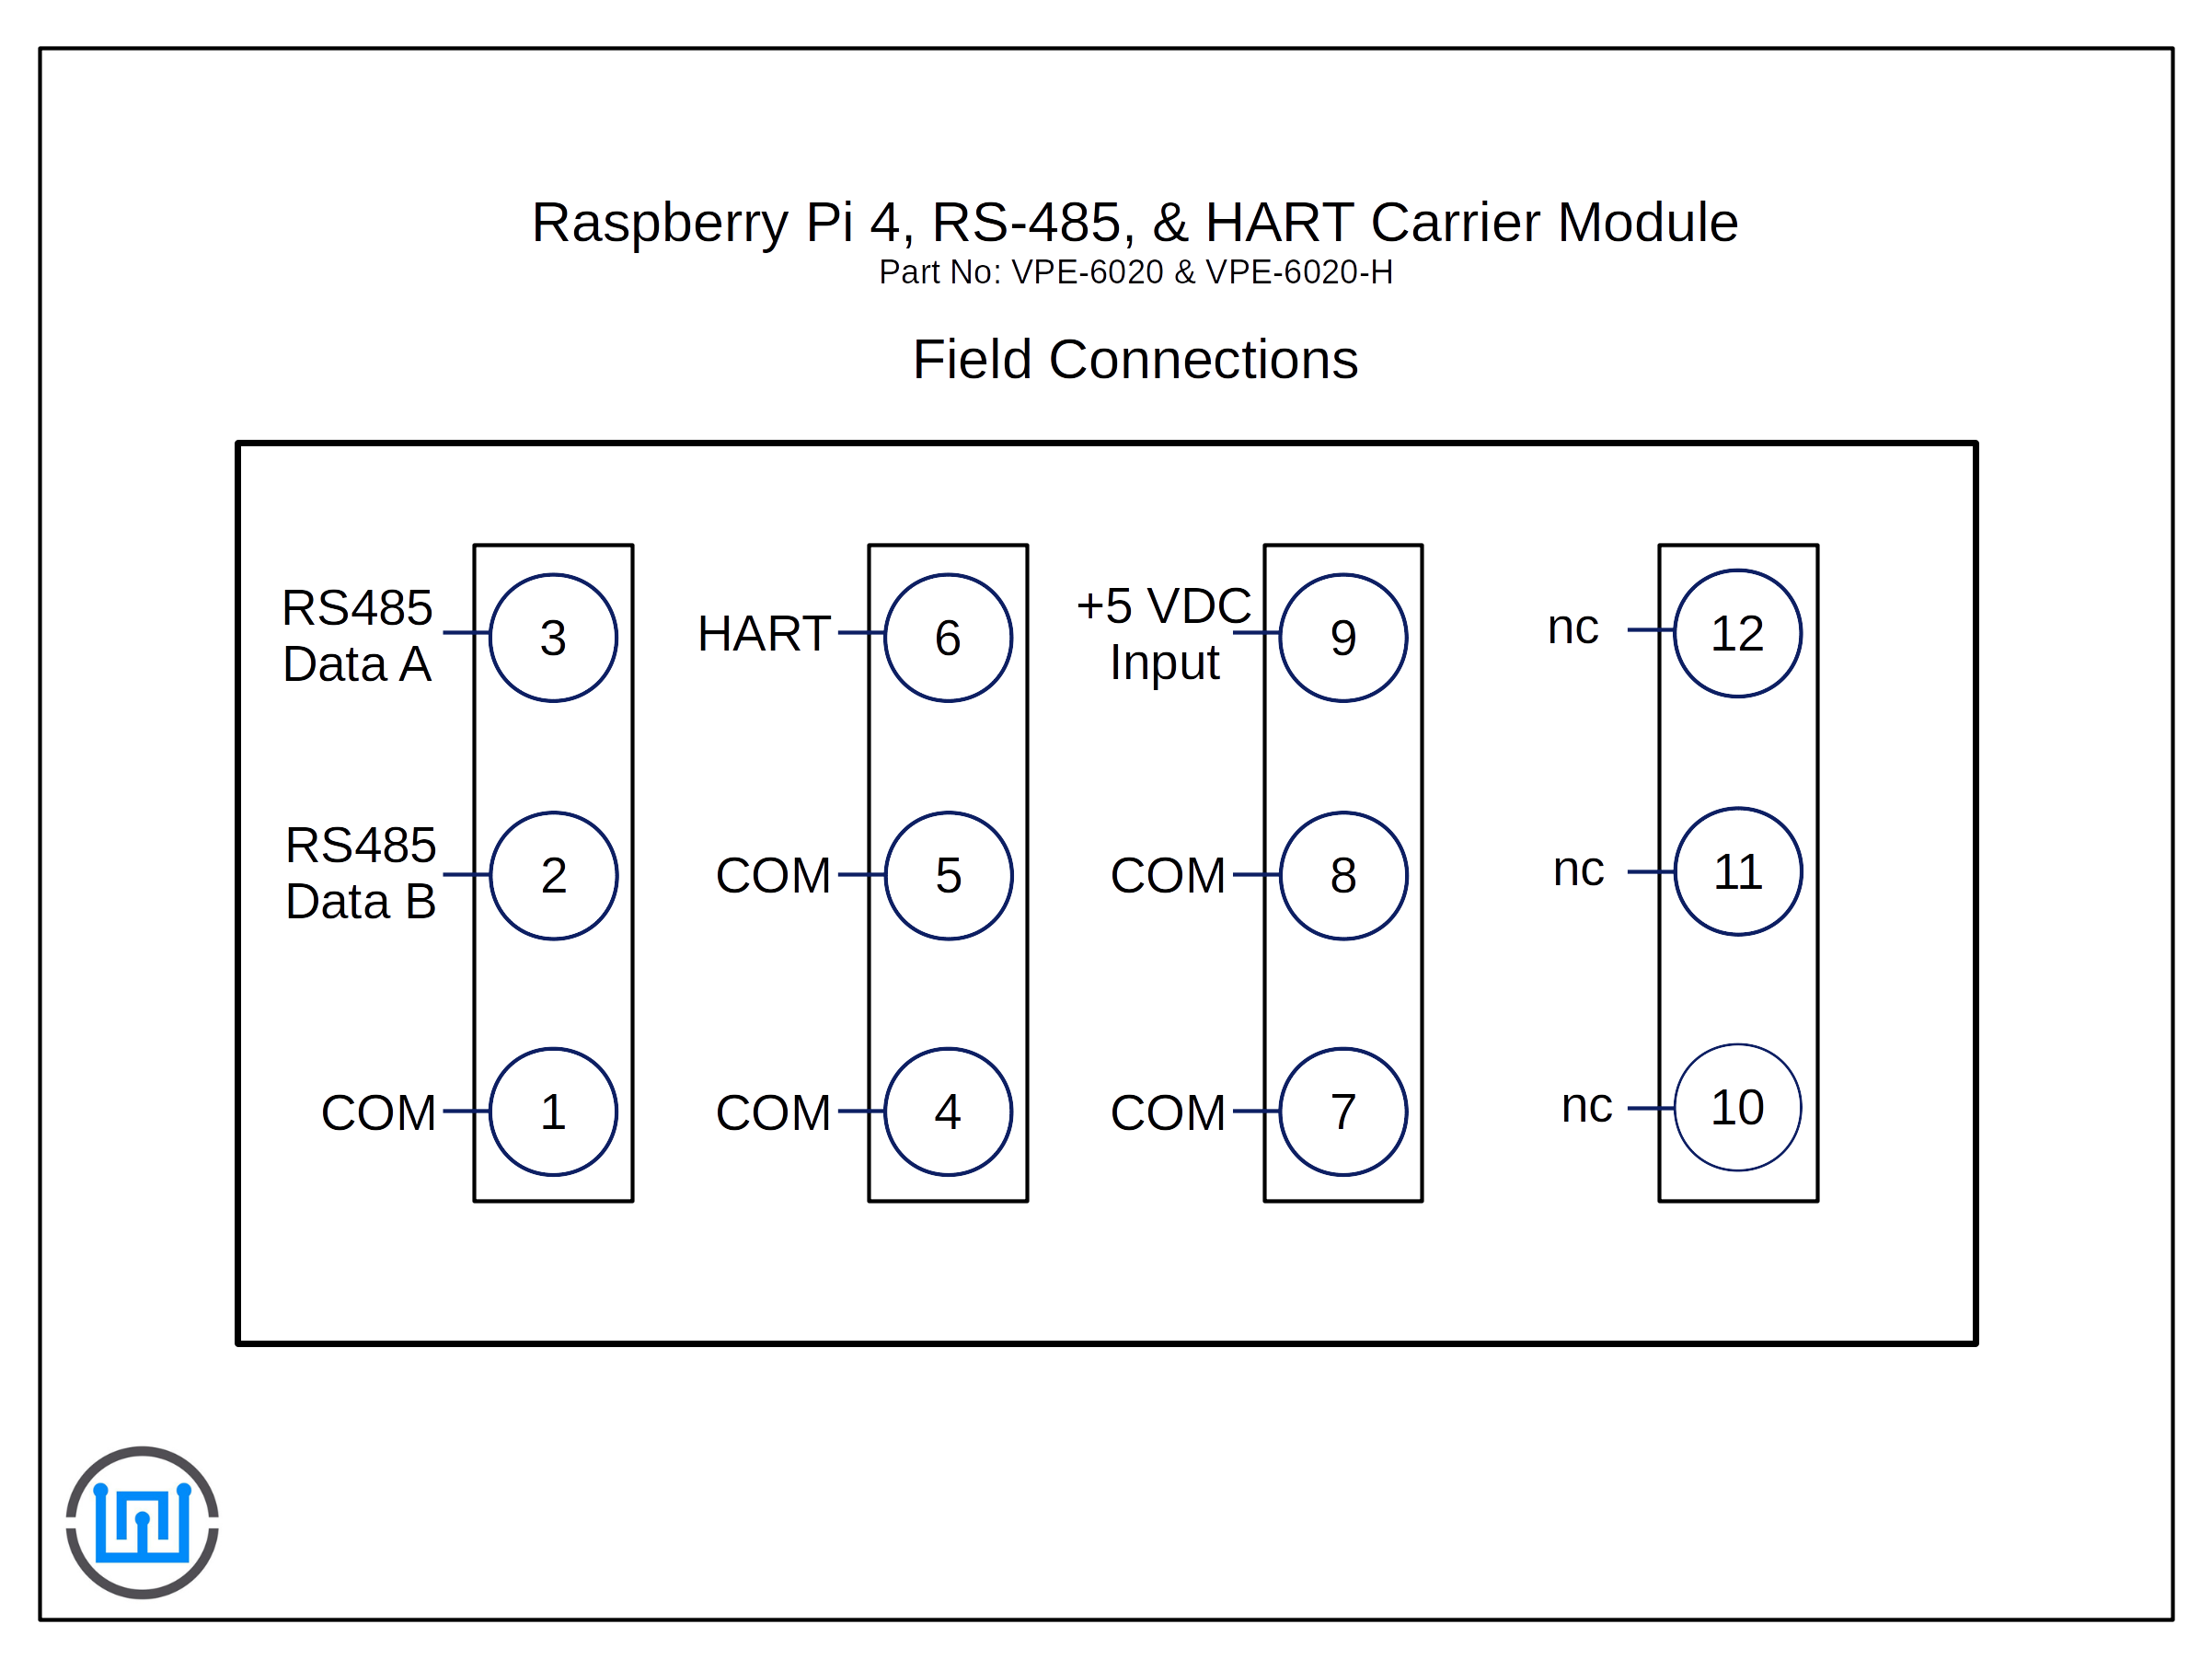 Raspberry Pi 4, RS-485, & HART Carrier Module
Part No: VPE-6020 & VPE-6020-H
Field Connections
RS485
Data A
3
HART
6
+5 VDC
Input
9
nc
12
RS485
Data B
2
COM
5
COM
8
nc
11
COM
1
COM
4
COM
7
nc
10